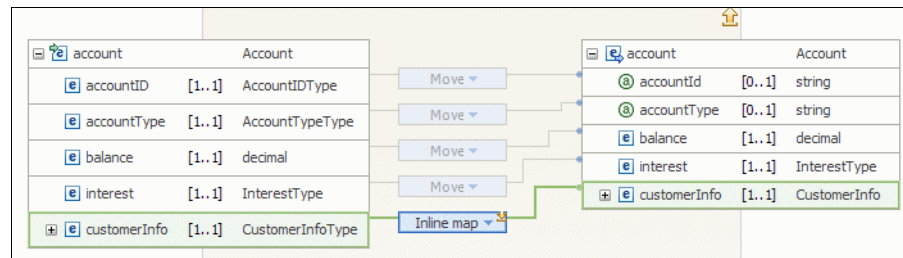 account Account account Account
accountID [1..1] AccountIDType Move accountId [0..1] string
accountType [1..1] AccountTypeType Move accountType [0..1] string
balance [1..1] decimal Move balance [1..1] decimal
interest [1..1] InterestType Move interest [1..1] InterestType
customerInfo [1..1] CustomerInfoType Inline map customerInfo [1..1] CustomerInfo